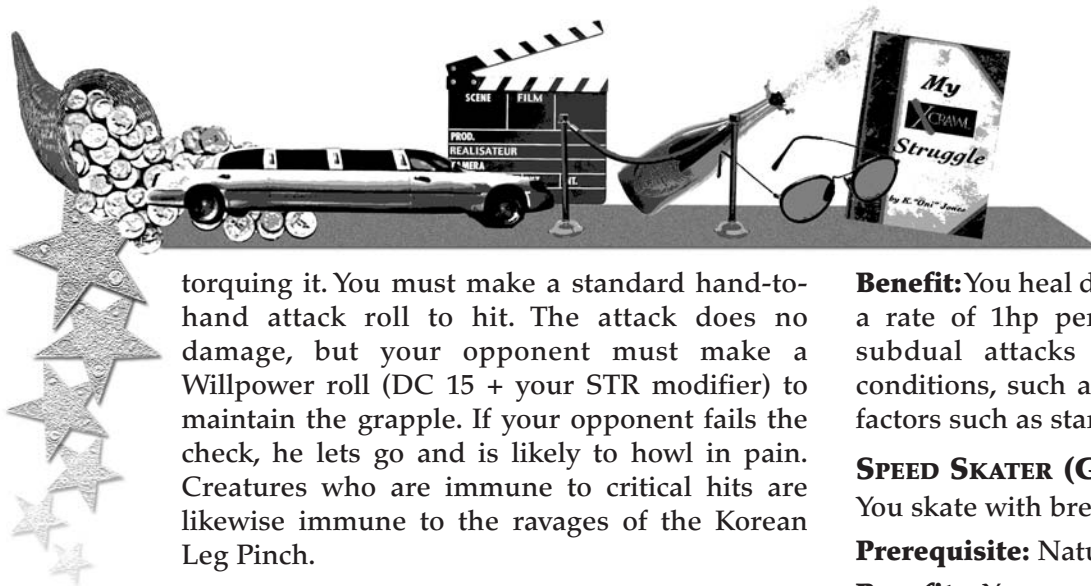 SCENE FILM
PROD.
REALISATEUR
My
XCRAWL
Struggle
by K. "Oni" Jones
torquing it. You must make a standard hand-to-
hand attack roll to hit. The attack does no
damage, but your opponent must make a
Willpower roll (DC 15 + your STR modifier) to
maintain the grapple. If your opponent fails the
check, he lets go and is likely to howl in pain.
Creatures who are immune to critical hits are
likewise immune to the ravages of the Korean
Leg Pinch.
Benefit: You heal
a rate of 1hp
subdual attacks
conditions, such
factors such as
SPEED SKATER
You skate with
Prerequisite: